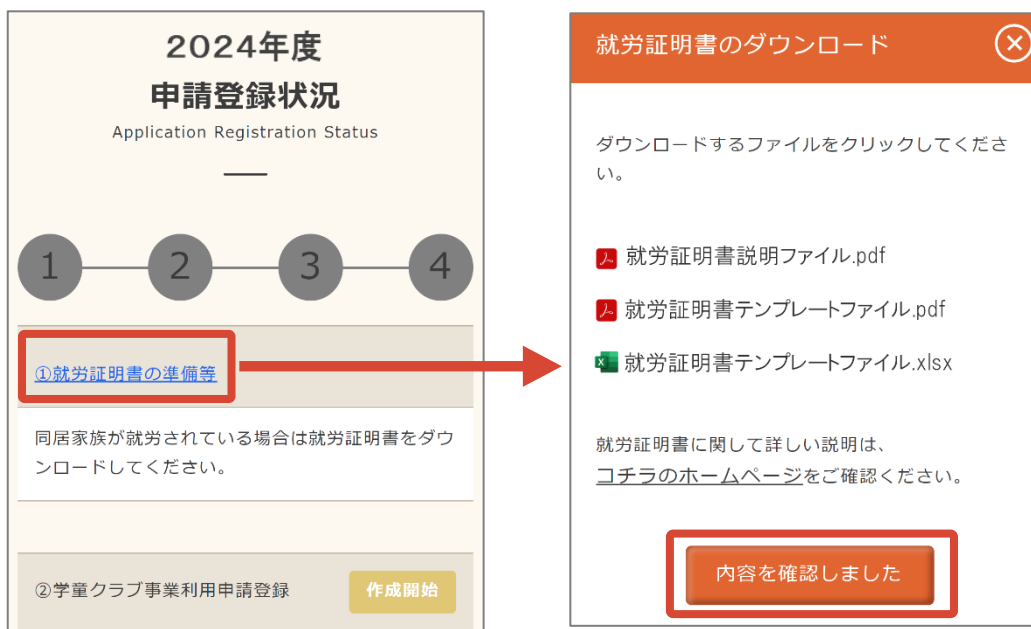 2024年度
申請登録状況
Application Registration Status
1
2
3
4
①就労証明書の準備等
同居家族が就労されている場合は就労証明書をダウ
ンロードしてください。
②学童クラブ事業利用申請登録
作成開始
就労証明書のダウンロード
ダウンロードするファイルをクリックしてくださ
い。
就労証明書説明ファイル.pdf
就労証明書テンプレートファイル.pdf
就労証明書テンプレートファイル.xlsx
就労証明書に関して詳しい説明は、
コチラのホームページをご確認ください。
内容を確認しました